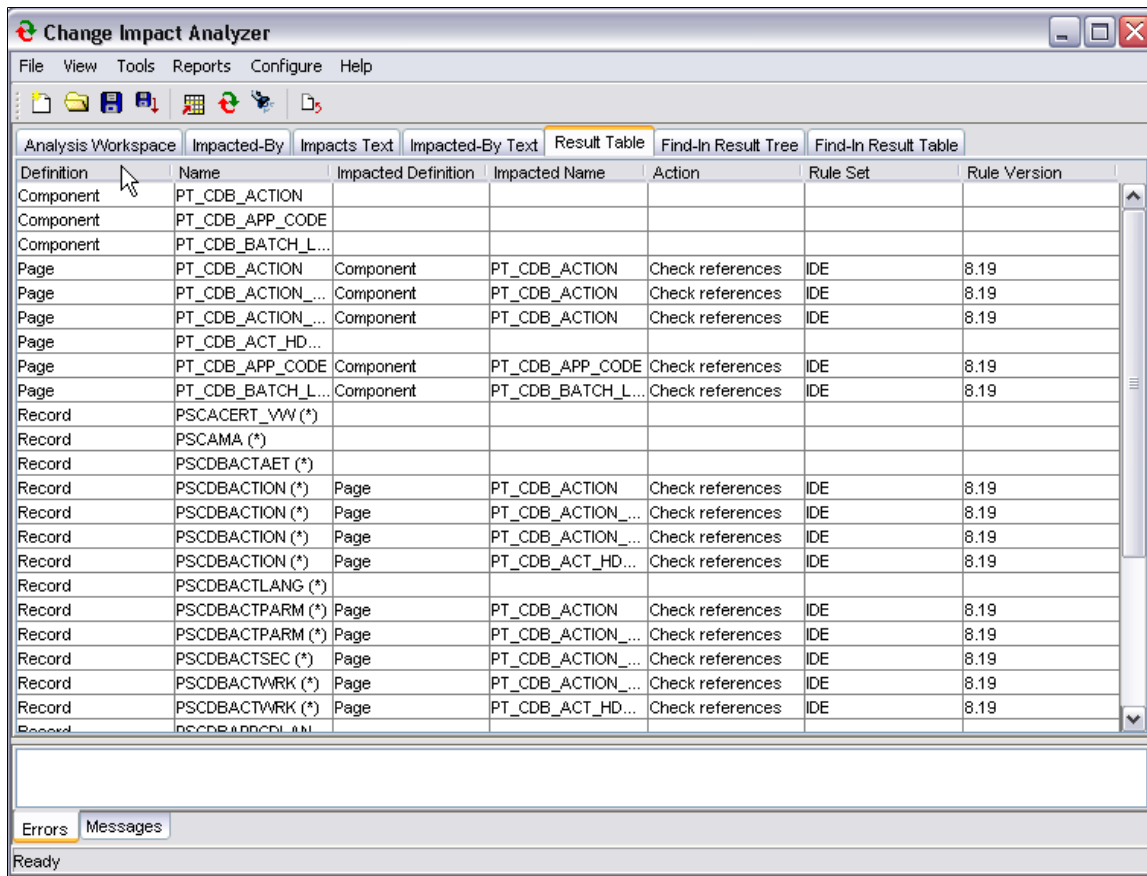 Change Impact Analyzer
File View Tools Reports Configure Help
Analysis Workspace Impacted-By Impacts Text Impacted-By Text Result Table Find-In Result Tree Find-In Result Table
Definition Name Impacted Definition Impacted Name Action Rule Set Rule Version
Component PT_CDB_ACTION
Component PT_CDB_APP_CODE
Component PT_CDB_BATCH_L...
Page PT_CDB_ACTION Component PT_CDB_ACTION Check references IDE 8.19
Page PT_CDB_ACTION_... Component PT_CDB_ACTION Check references IDE 8.19
Page PT_CDB_ACTION_... Component PT_CDB_ACTION Check references IDE 8.19
Page PT_CDB_ACT_HD...
Page PT_CDB_APP_CODE Component PT_CDB_APP_CODE Check references IDE 8.19
Page PT_CDB_BATCH_L... Component PT_CDB_BATCH_L... Check references IDE 8.19
Record PSCACERT_VW (*)
Record PSCAMA (*)
Record PSCDBACTAET (*)
Record PSCDBACTION (*) Page PT_CDB_ACTION Check references IDE 8.19
Record PSCDBACTION (*) Page PT_CDB_ACTION_... Check references IDE 8.19
Record PSCDBACTION (*) Page PT_CDB_ACTION_... Check references IDE 8.19
Record PSCDBACTION (*) Page PT_CDB_ACT_HD... Check references IDE 8.19
Record PSCDBACTLANG (*)
Record PSCDBACTPARM (*) Page PT_CDB_ACTION Check references IDE 8.19
Record PSCDBACTPARM (*) Page PT_CDB_ACTION_... Check references IDE 8.19
Record PSCDBACTSEC (*) Page PT_CDB_ACTION_... Check references IDE 8.19
Record PSCDBACTWRK (*) Page PT_CDB_ACTION_... Check references IDE 8.19
Record PSCDBACTWRK (*) Page PT_CDB_ACT_HD... Check references IDE 8.19
Record
Errors Messages
Ready